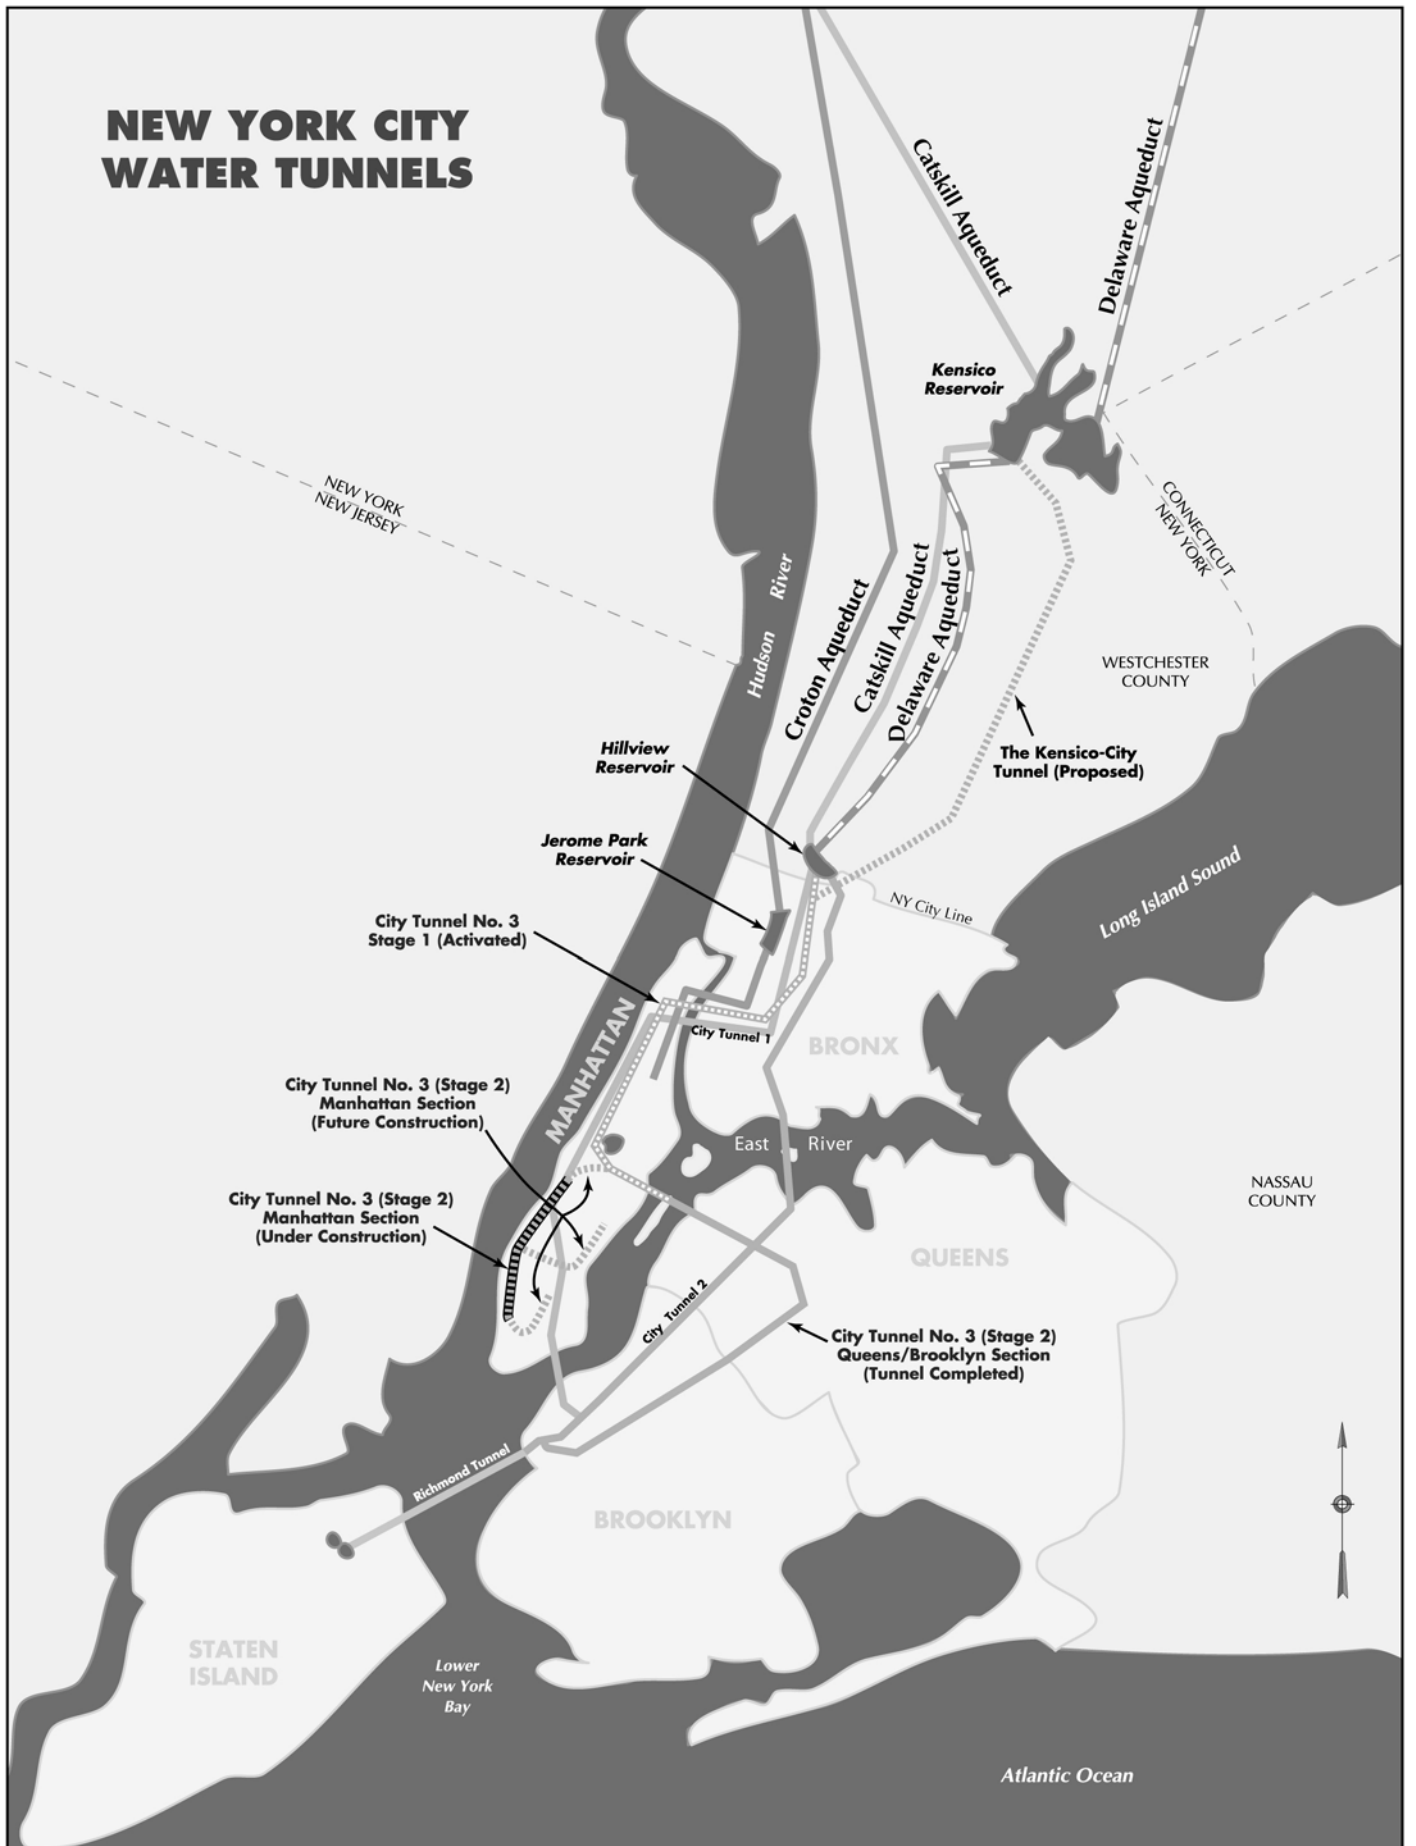 NEW YORK CITY
WATER TUNNELS
Catskill Aqueduct
Delaware Aqueduct
Kensico
Reservoir
NEW YORK
NEW JERSEY
CONNECTICUT
NEW YORK
Hudson River
Croton Aqueduct
Catskill Aqueduct
Delaware Aqueduct
WESTCHESTER
COUNTY
The Kensico-City
Tunnel (Proposed)
Hillview
Reservoir
Jerome Park
Reservoir
Long Island Sound
NY City Line
City Tunnel No. 3
Stage 1 (Activated)
MANHATTAN
City Tunnel 1
BRONX
City Tunnel No. 3 (Stage 2)
Manhattan Section
(Future Construction)
East River
City Tunnel No. 3 (Stage 2)
Manhattan Section
(Under Construction)
NASSAU
COUNTY
QUEENS
City Tunnel 2
City Tunnel No. 3 (Stage 2)
Queens/Brooklyn Section
(Tunnel Completed)
Richmond Tunnel
BROOKLYN
STATEN
ISLAND
Lower
New York
Bay
Atlantic Ocean